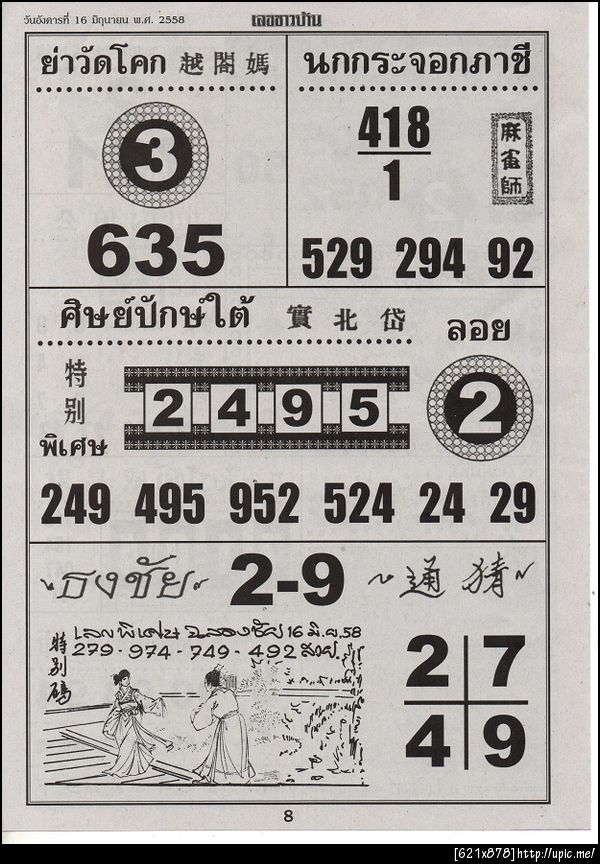 วันอังคารที่ 16 มิถุนายน พ.ศ. 2558
เลขชาวบ้าน
ย่าวัดโคก 越閣媽
3
635
นกกระจอกภาชี
418
1
麻雀師
529 294 92
ศิษย์ปักษ์ใต้ 實北岱
ลอย
特别
พิเศษ
2 4 9 5
2
249 495 952 524 24 29
ธงชัย 2-9 通猜
เลขพิเศษ ฉลองชัย 16 มิ.ย. 58
279 - 974 - 749 - 492
特别碼
2 7
4 9
8
[621x878]http://upic.me/